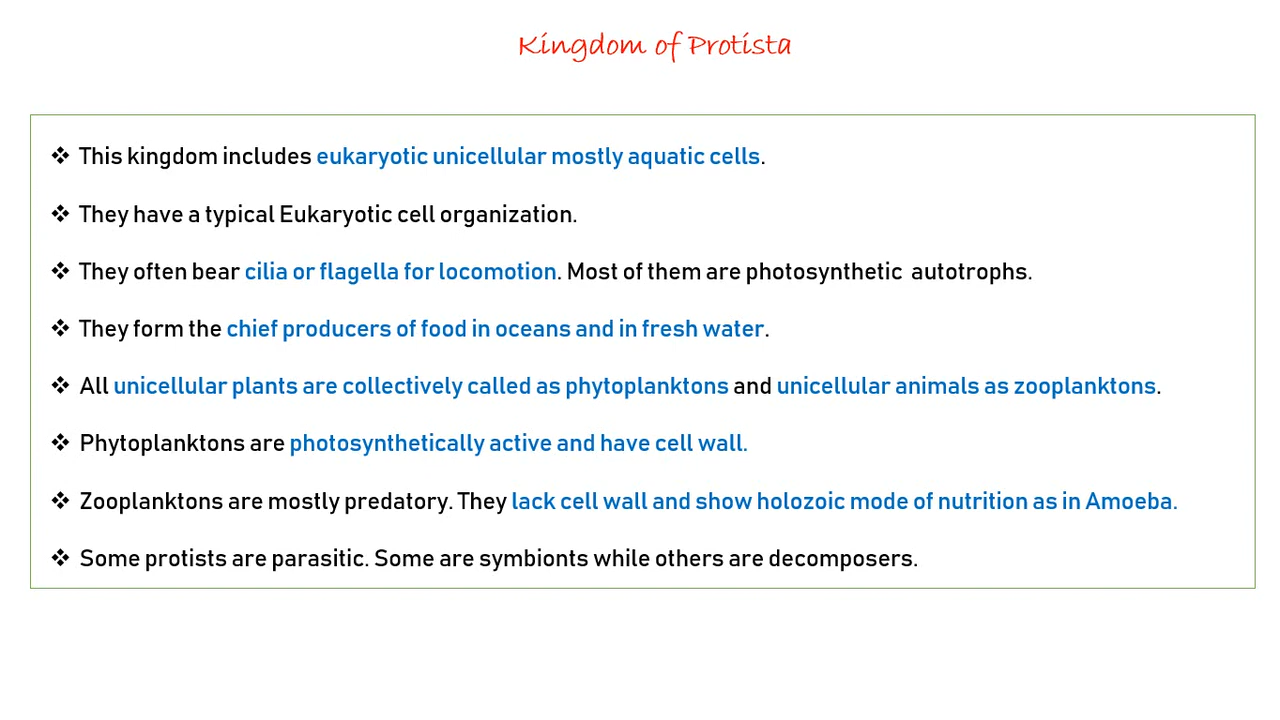 Kingdom of Protista
❖ This kingdom includes eukaryotic unicellular mostly aquatic cells.
❖ They have a typical Eukaryotic cell organization.
❖ They often bear cilia or flagella for locomotion. Most of them are photosynthetic  autotrophs.
❖ They form the chief producers of food in oceans and in fresh water.
❖ All unicellular plants are collectively called as phytoplanktons and unicellular animals as zooplanktons.
❖ Phytoplanktons are photosynthetically active and have cell wall.
❖ Zooplanktons are mostly predatory. They lack cell wall and show holozoic mode of nutrition as in Amoeba.
❖ Some protists are parasitic. Some are symbionts while others are decomposers.